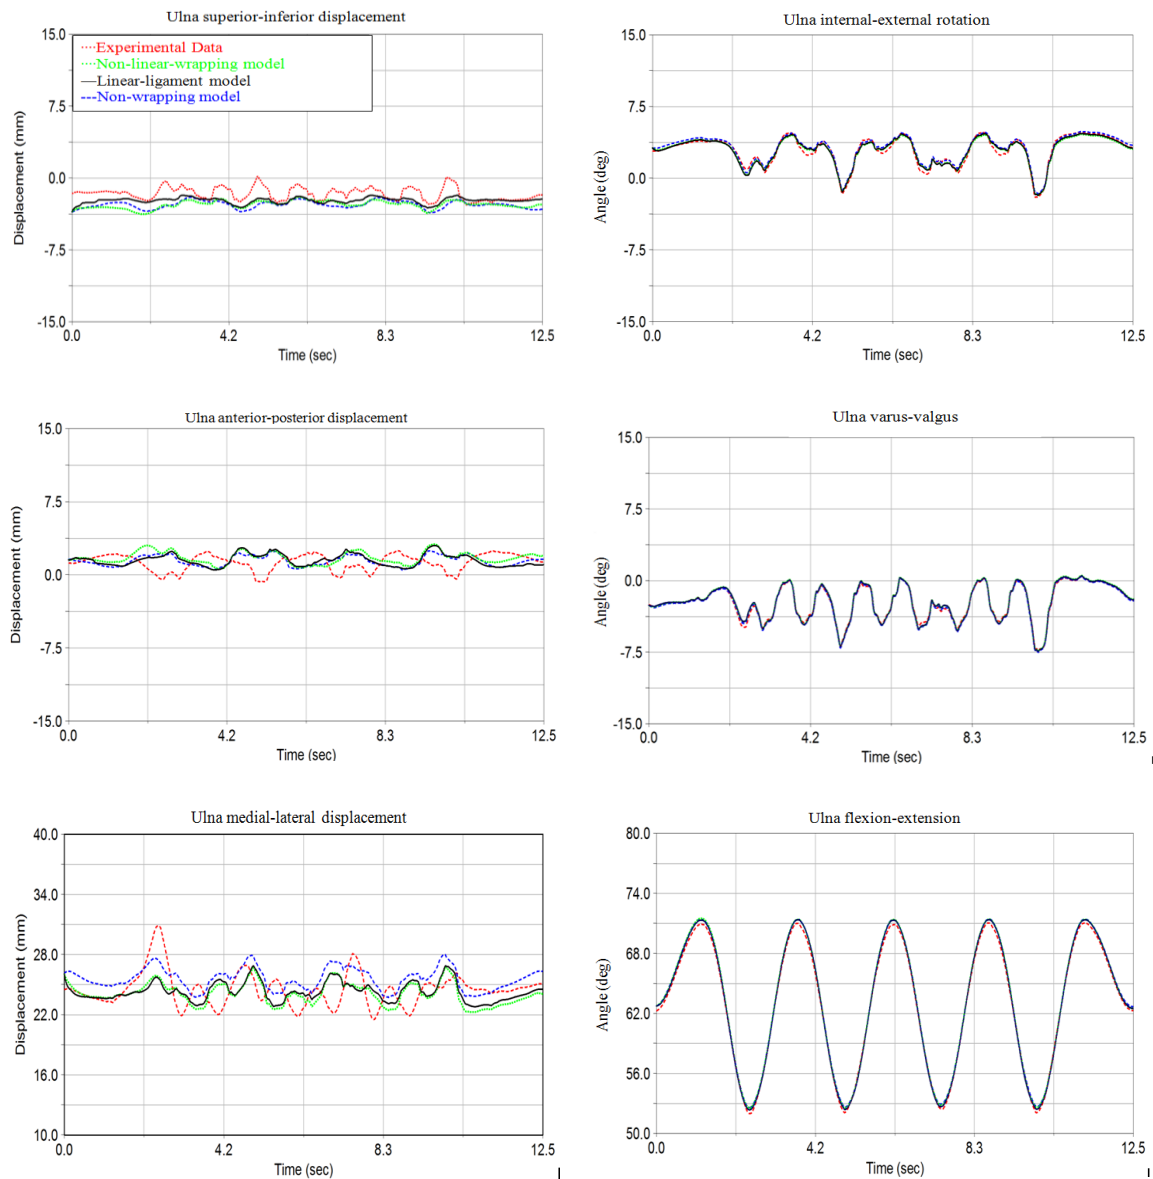 Ulna superior-inferior displacement
15.0
Experimental Data
Non-linear-wrapping model
Linear-ligament model
Non-wrapping model
7.5
0.0
-7.5
-15.0
Displacement (mm)
0.0 4.2 8.3 12.5
Time (sec)
Ulna internal-external rotation
15.0
7.5
0.0
-7.5
-15.0
Angle (deg)
0.0 4.2 8.3 12.5
Time (sec)
Ulna anterior-posterior displacement
15.0
7.5
0.0
-7.5
-15.0
Displacement (mm)
0.0 4.2 8.3 12.5
Time (sec)
Ulna varus-valgus
15.0
7.5
0.0
-7.5
-15.0
Angle (deg)
0.0 4.2 8.3 12.5
Time (sec)
Ulna medial-lateral displacement
40.0
34.0
28.0
22.0
16.0
10.0
Displacement (mm)
0.0 4.2 8.3 12.5
Time (sec)
Ulna flexion-extension
80.0
74.0
68.0
62.0
56.0
50.0
Angle (deg)
0.0 4.2 8.3 12.5
Time (sec)